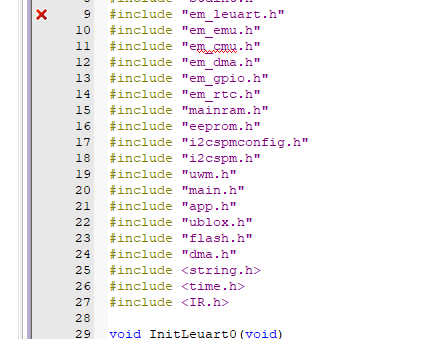 9 #include "em_leuart.h"
10 #include "em_emu.h"
11 #include "em_cmu.h"
12 #include "em_dma.h"
13 #include "em_gpio.h"
14 #include "em_rtc.h"
15 #include "mainram.h"
16 #include "eeprom.h"
17 #include "i2cspmconfig.h"
18 #include "i2cspm.h"
19 #include "uwm.h"
20 #include "main.h"
21 #include "app.h"
22 #include "ublox.h"
23 #include "flash.h"
24 #include "dma.h"
25 #include <string.h>
26 #include <time.h>
27 #include <IR.h>
28
29 void InitLeuart0(void)